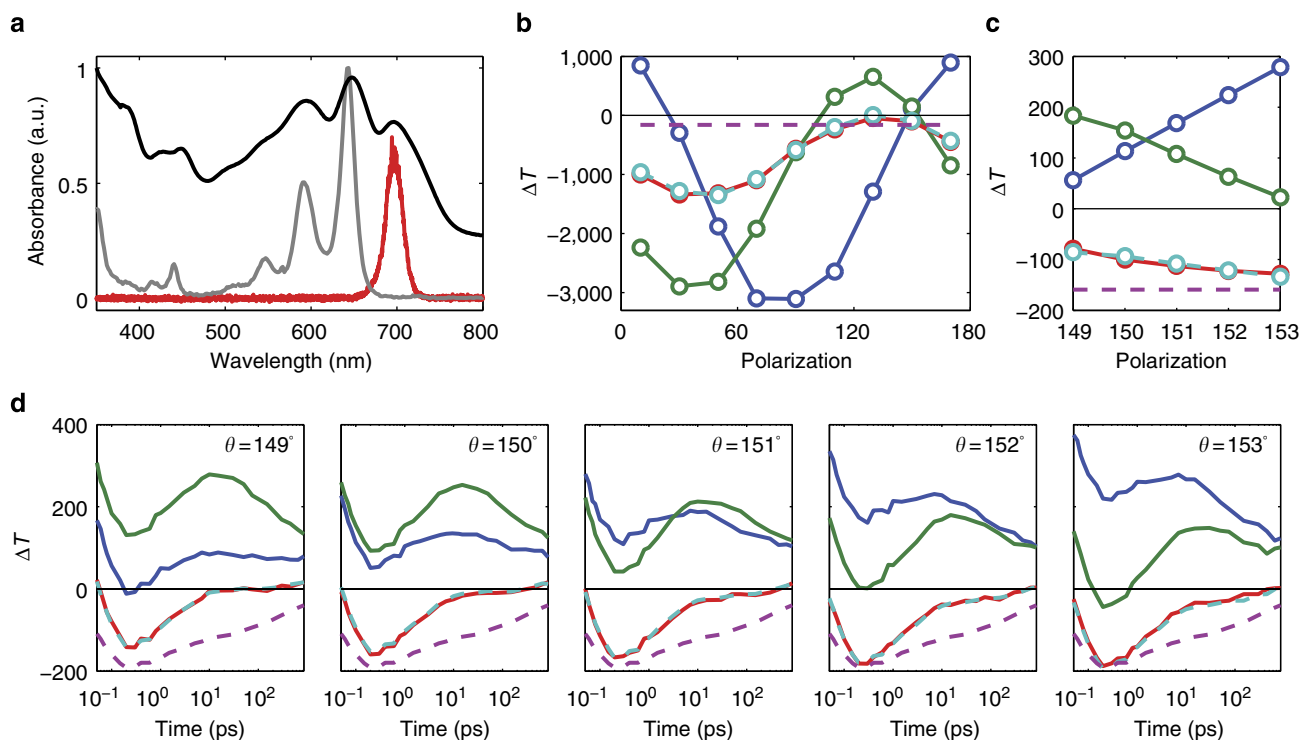 a
b
c
Absorbance (a.u.)
1
0.5
0
400
500
600
700
800
Wavelength (nm)
ΔT
1,000
0
−1,000
−2,000
−3,000
0
60
120
180
Polarization
ΔT
300
200
100
0
−100
−200
149
150
151
152
153
Polarization
d
ΔT
400
200
0
−200
θ=149°
θ=150°
θ=151°
θ=152°
θ=153°
10⁻¹ 10⁰ 10¹ 10²
10⁻¹ 10⁰ 10¹ 10²
10⁻¹ 10⁰ 10¹ 10²
10⁻¹ 10⁰ 10¹ 10²
10⁻¹ 10⁰ 10¹ 10²
Time (ps)
Time (ps)
Time (ps)
Time (ps)
Time (ps)